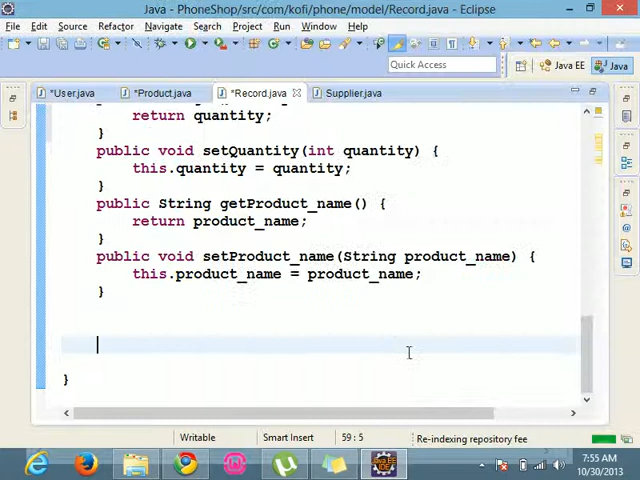 Java - PhoneShop/src/com/kofi/phone/model/Record.java - Eclipse
File Edit Source Refactor Navigate Search Project Run Window Help
Quick Access
Java EE
Java
*User.java
*Product.java
*Record.java
Supplier.java
return quantity;
}
public void setQuantity(int quantity) {
this.quantity = quantity;
}
public String getProduct_name() {
return product_name;
}
public void setProduct_name(String product_name) {
this.product_name = product_name;
}
}
Writable
Smart Insert
59 : 5
Re-indexing repository fee
7:55 AM
10/30/2013